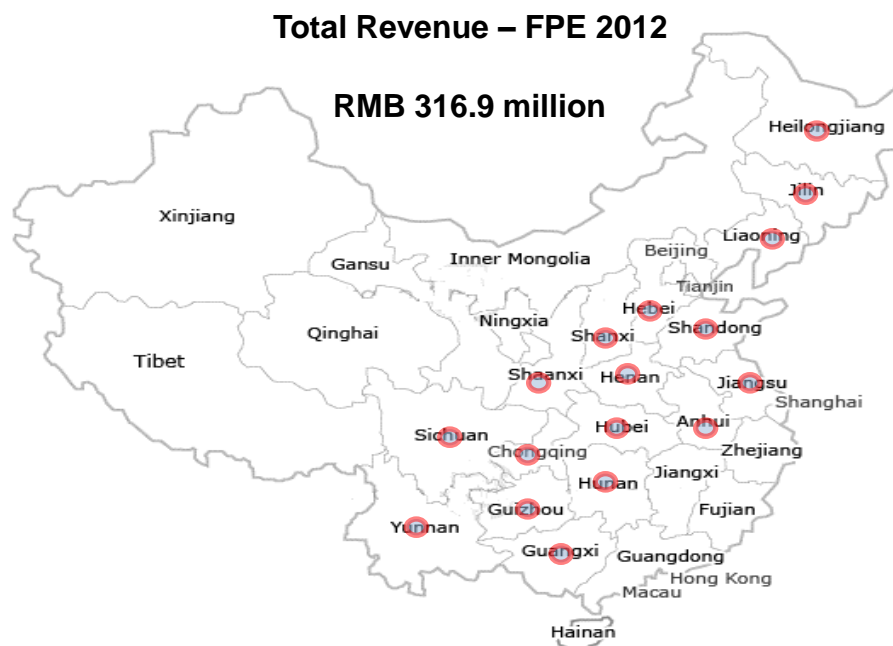 Total Revenue – FPE 2012
RMB 316.9 million
Heilongjiang
Jilin
Xinjiang
Liaoning
Beijing
Inner Mongolia
Gansu
Tianjin
Hebei
Ningxia
Shandong
Qinghai
Shanxi
Tibet
Shaanxi
Henan
Jiangsu
Shanghai
Anhui
Hubei
Sichuan
Chongqing
Zhejiang
Jiangxi
Hunan
Guizhou
Fujian
Yunnan
Guangxi
Guangdong
Hong Kong
Macau
Hainan